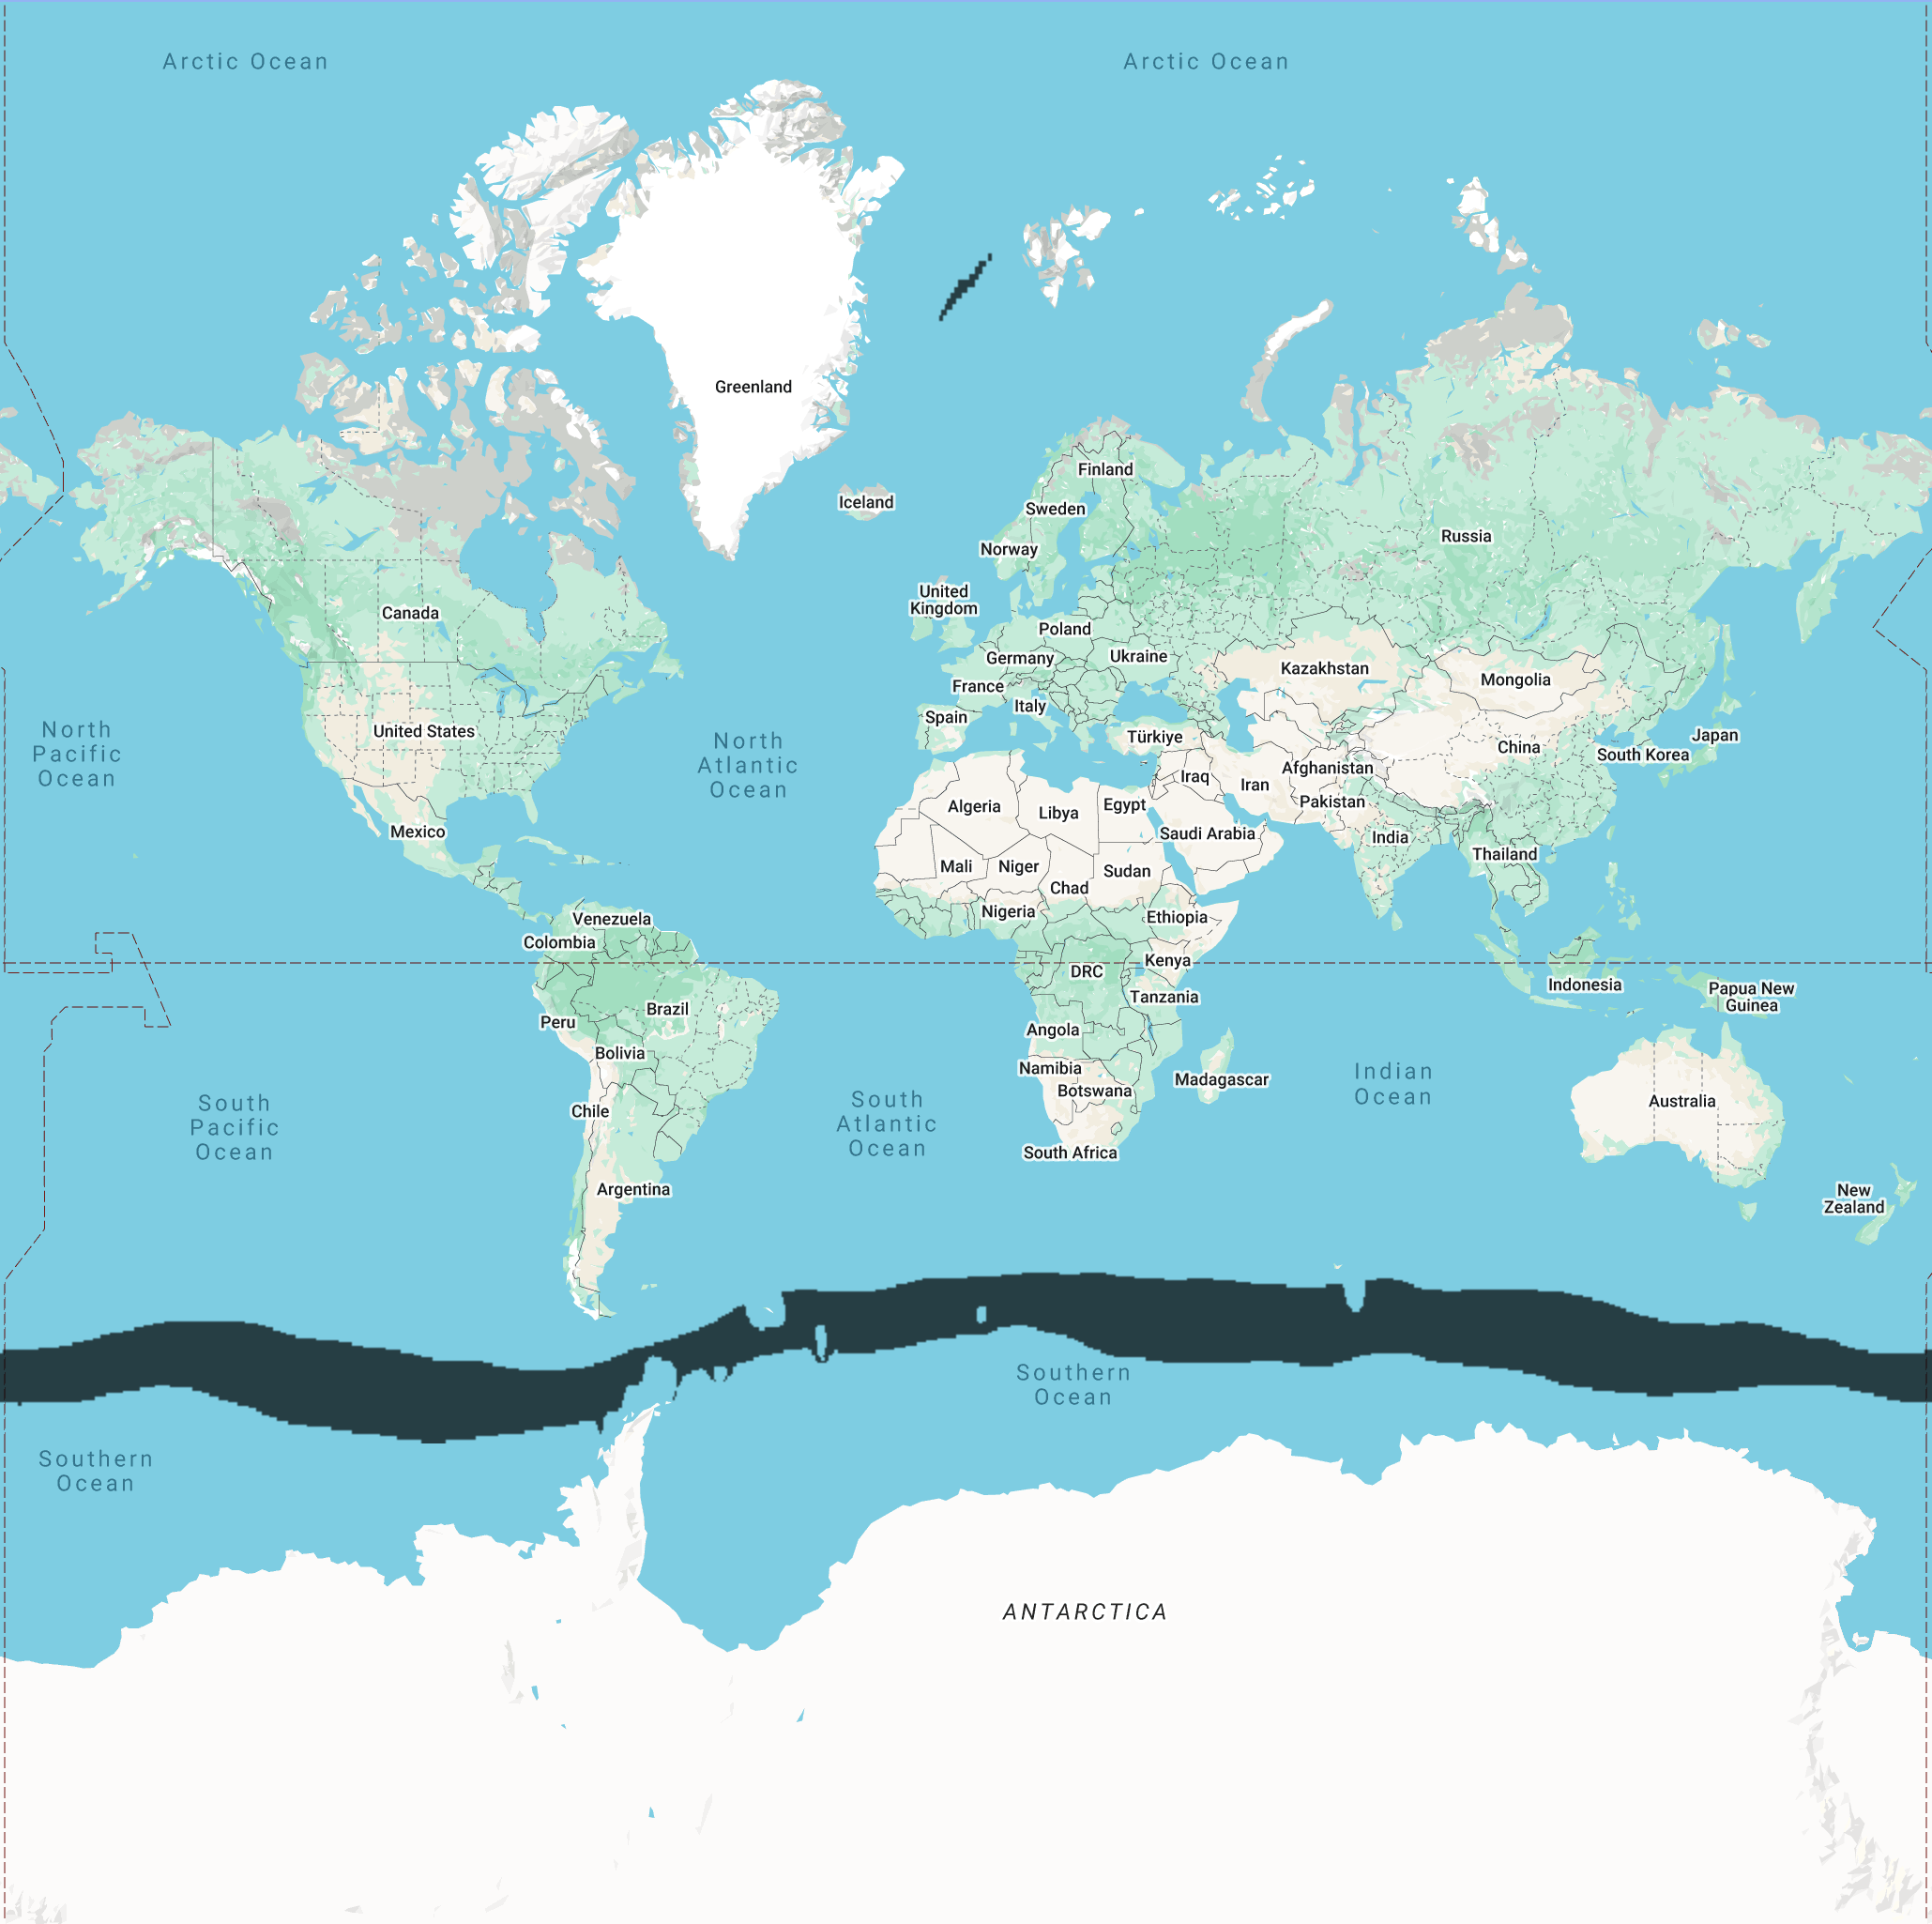 Arctic Ocean
Arctic Ocean
Greenland
Iceland
Finland
Sweden
Norway
Russia
United
Kingdom
Canada
Poland
Germany
Ukraine
Kazakhstan
Mongolia
France
Italy
Spain
Türkiye
United States
North
Pacific
Ocean
North
Atlantic
Ocean
China
South Korea
Japan
Afghanistan
Iraq
Iran
Pakistan
Algeria
Libya
Egypt
Saudi Arabia
India
Mexico
Thailand
Mali
Niger
Chad
Sudan
Nigeria
Ethiopia
Venezuela
Colombia
Kenya
DRC
Tanzania
Indonesia
Papua New
Guinea
Brazil
Peru
Angola
Bolivia
Namibia
Botswana
Madagascar
Indian
Ocean
Australia
Chile
South
Pacific
Ocean
South
Atlantic
Ocean
South Africa
Argentina
New
Zealand
Southern
Ocean
Southern
Ocean
ANTARCTICA